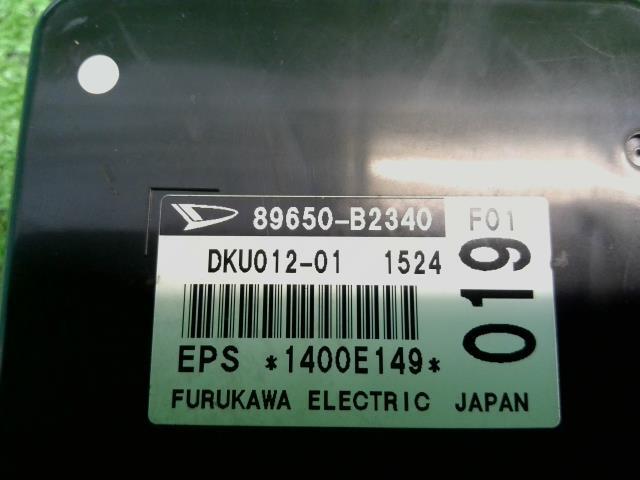 89650-B2340 F01
DKU012-01 1524
019
EPS *1400E149*
FURUKAWA ELECTRIC JAPAN